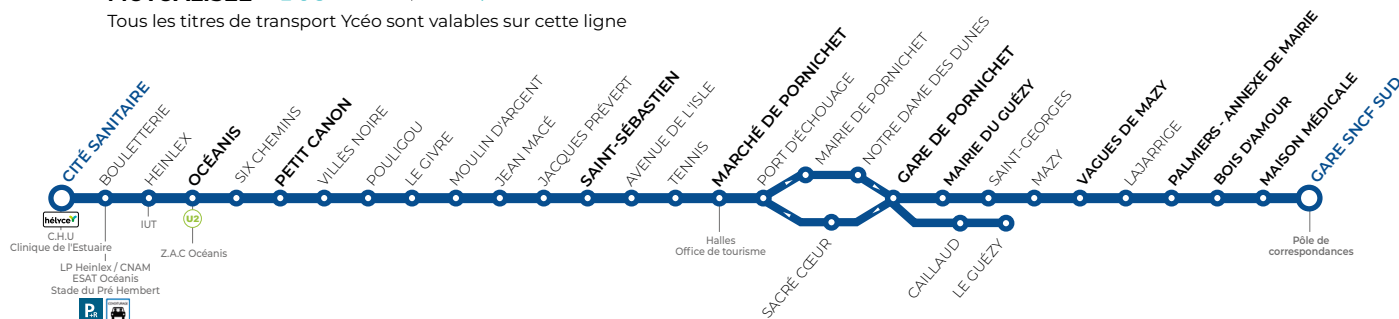 Tous les titres de transport Ycéo sont valables sur cette ligne
CITÉ SANITAIRE
BOULETTERIE
HEINLEX
OCÉANIS
SIX CHEMINS
PETIT CANON
VILLÈS NOIRE
POULIGOU
LE GIVRE
MOULIN D'ARGENT
JEAN MACÉ
JACQUES PRÉVERT
SAINT-SÉBASTIEN
AVENUE DE L'ISLE
TENNIS
MARCHÉ DE PORNICHET
PORT D'ÉCHOUAGE
MAIRIE DE PORNICHET
NOTRE DAME DES DUNES
GARE DE PORNICHET
MAIRIE DU GUÉZY
SAINT-GEORGES
MAZY
VAGUES DE MAZY
LAJARRIGE
PALMIERS - ANNEXE DE MAIRIE
BOIS D'AMOUR
MAISON MÉDICALE
GARE SNCF SUD
SACRÉ CŒUR
CAILLAUD
LE GUÉZY
hélyce
C.H.U
Clinique de l'Estuaire
LP Heinlex / CNAM
ESAT Océanis
Stade du Pré Hembert
P+R
IUT
U2
Z.A.C Océanis
Halles
Office de tourisme
Pôle de
correspondances